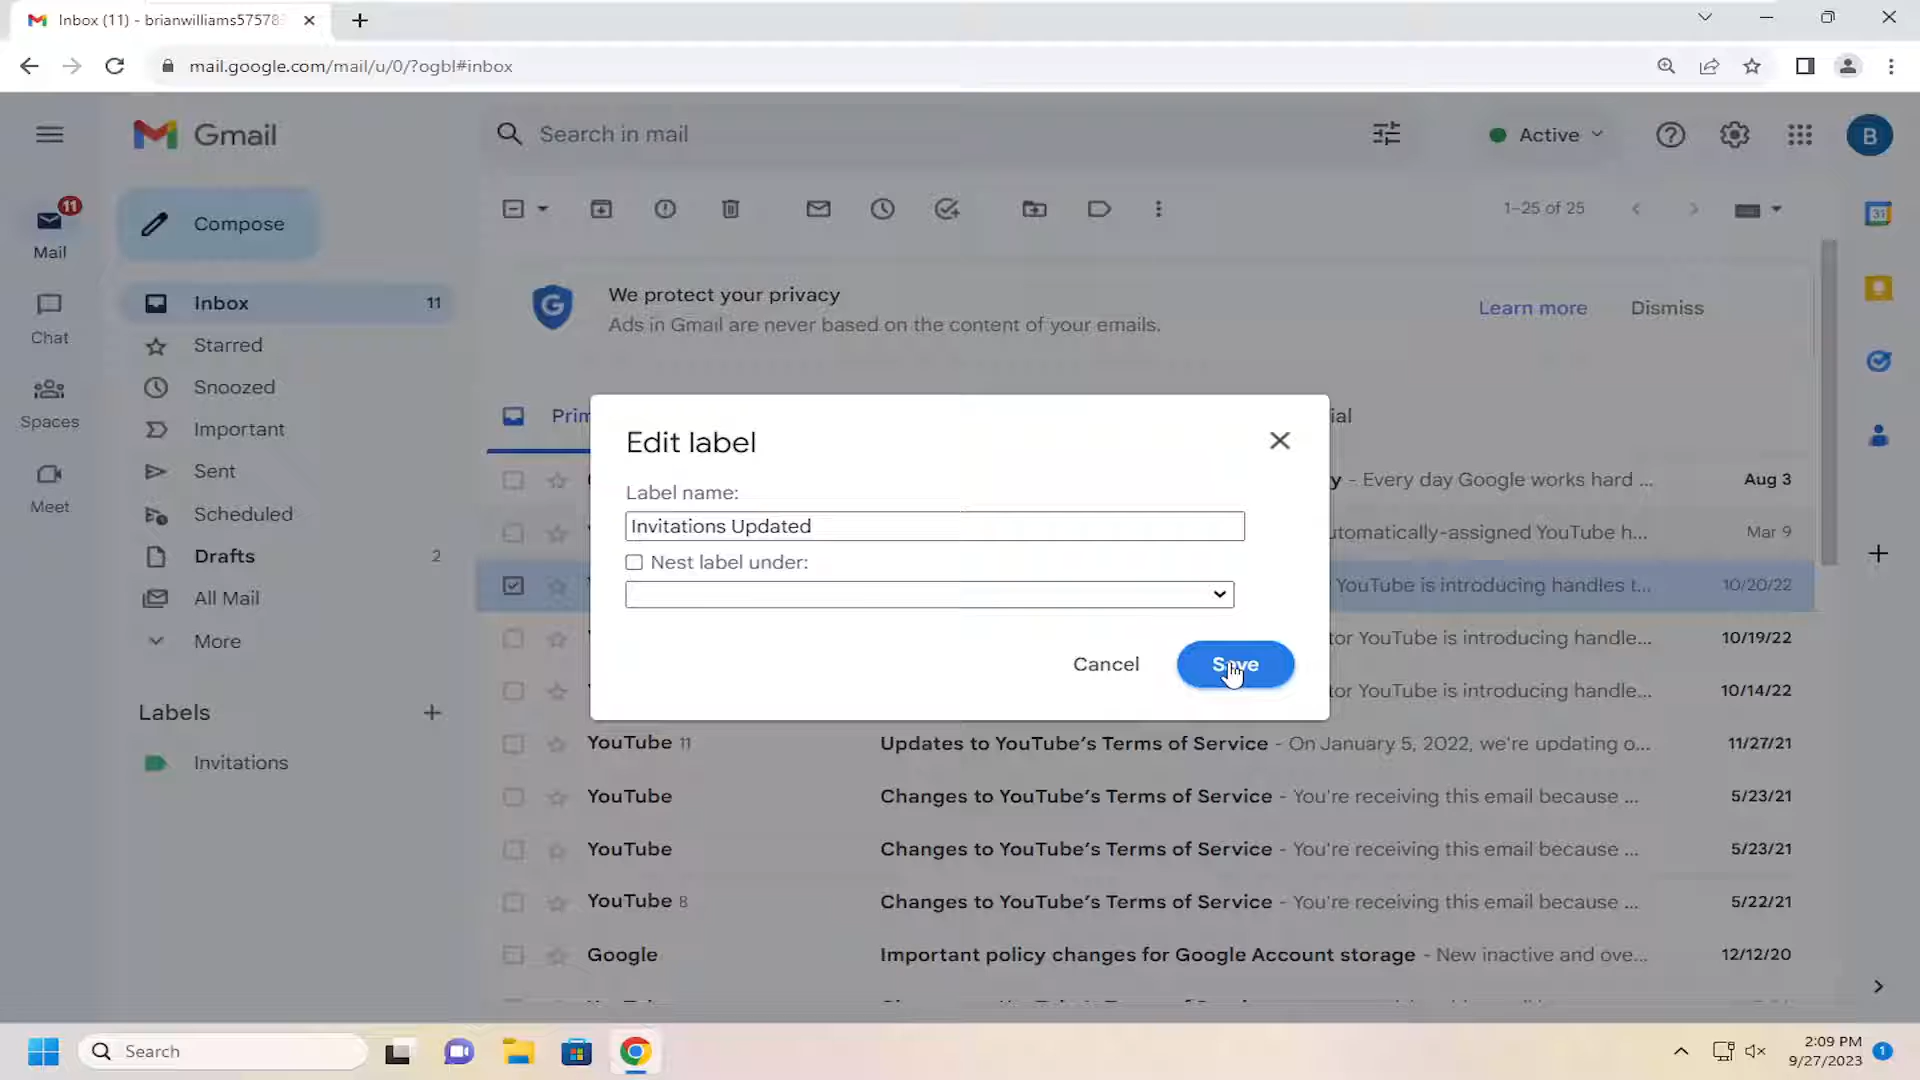 Inbox (11) - brianwilliams57578
mail.google.com/mail/u/0/?ogbl#inbox
Gmail
Search in mail
Active
B
11
Mail
Compose
1–25 of 25
31
Chat
Inbox 11
We protect your privacy
Ads in Gmail are never based on the content of your emails.
Learn more
Dismiss
Starred
Snoozed
Spaces
Important
Sent
Meet
Scheduled
Drafts 2
All Mail
More
Labels
Invitations
Edit label
Label name:
Invitations Updated
Nest label under:
Cancel
Save
- Every day Google works hard ... Aug 3
Mar 9
YouTube is introducing handles t... 10/20/22
YouTube is introducing handle... 10/19/22
YouTube is introducing handle... 10/14/22
YouTube 11 Updates to YouTube's Terms of Service - On January 5, 2022, we're updating o... 11/27/21
YouTube Changes to YouTube's Terms of Service - You're receiving this email because ... 5/23/21
YouTube Changes to YouTube's Terms of Service - You're receiving this email because ... 5/23/21
YouTube 8 Changes to YouTube's Terms of Service - You're receiving this email because ... 5/22/21
Google Important policy changes for Google Account storage - New inactive and ove... 12/12/20
Search
2:09 PM
9/27/2023
1